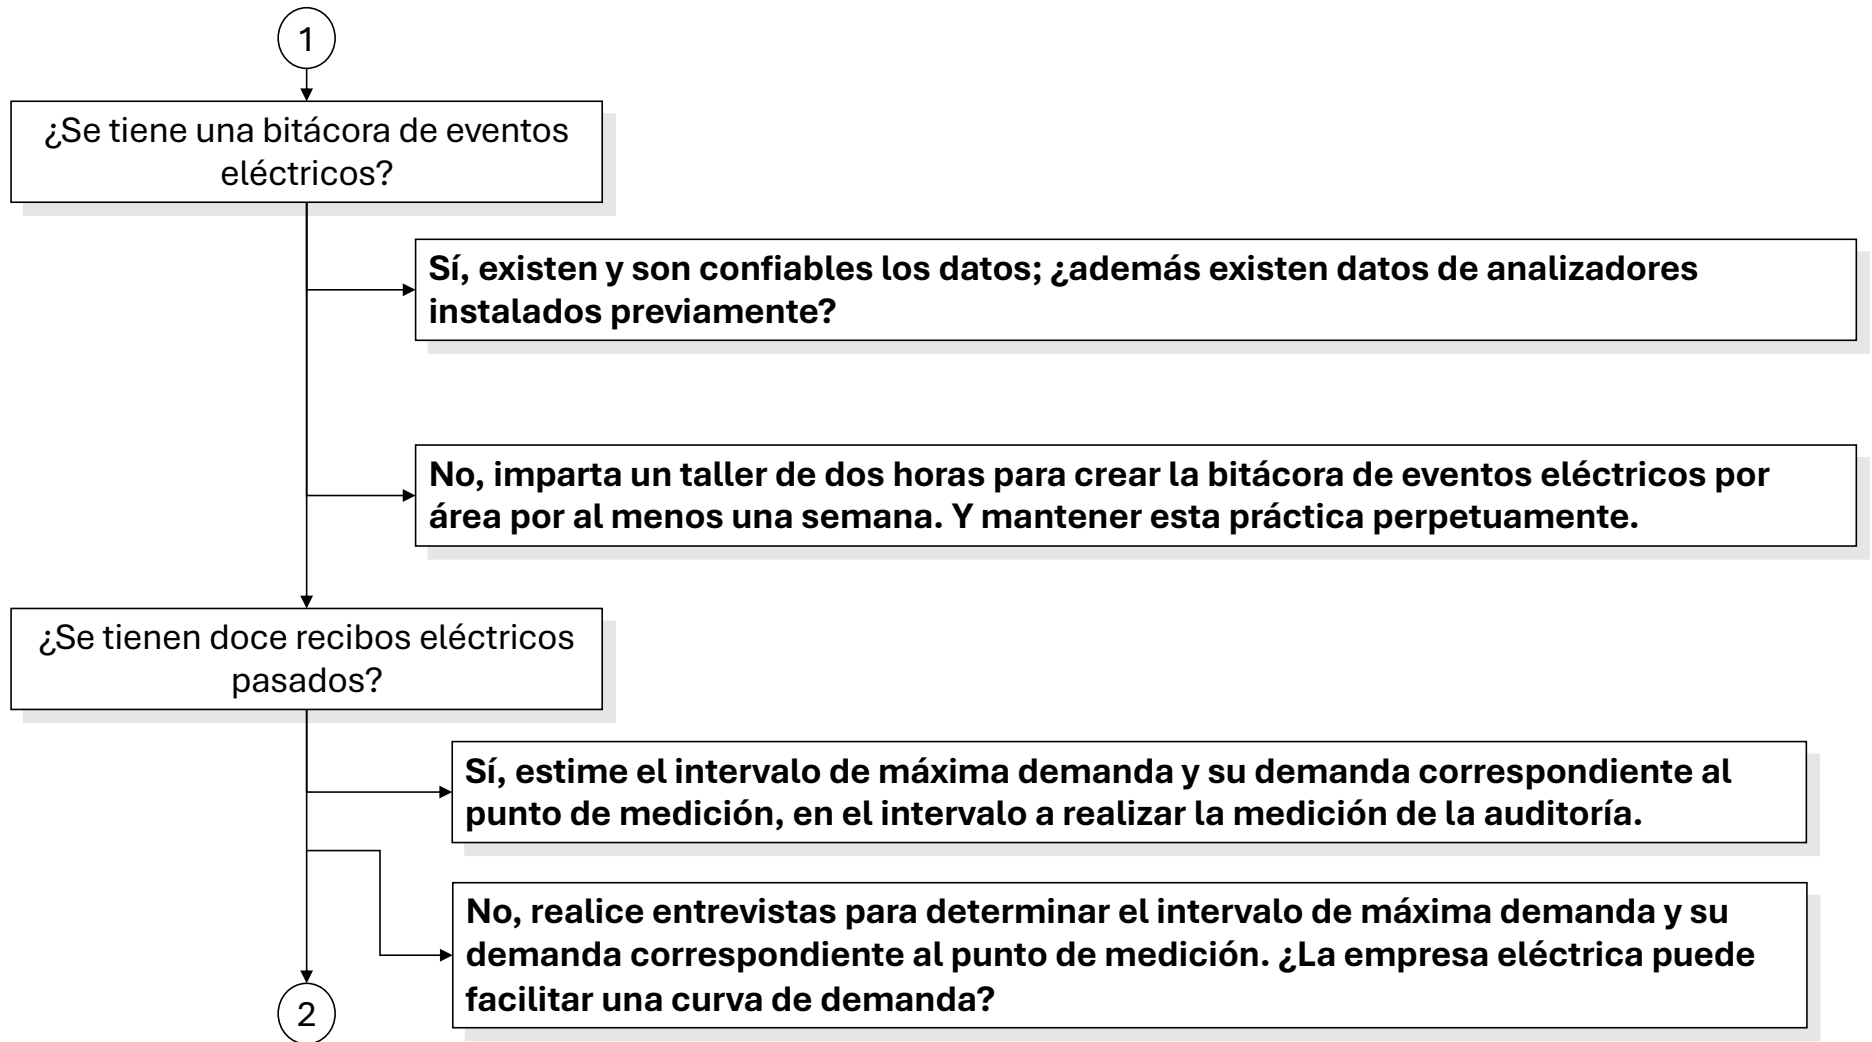 1
¿Se tiene una bitácora de eventos
eléctricos?
Sí, existen y son confiables los datos; ¿además existen datos de analizadores
instalados previamente?
No, imparta un taller de dos horas para crear la bitácora de eventos eléctricos por
área por al menos una semana. Y mantener esta práctica perpetuamente.
¿Se tienen doce recibos eléctricos
pasados?
Sí, estime el intervalo de máxima demanda y su demanda correspondiente al
punto de medición, en el intervalo a realizar la medición de la auditoría.
No, realice entrevistas para determinar el intervalo de máxima demanda y su
demanda correspondiente al punto de medición. ¿La empresa eléctrica puede
facilitar una curva de demanda?
2